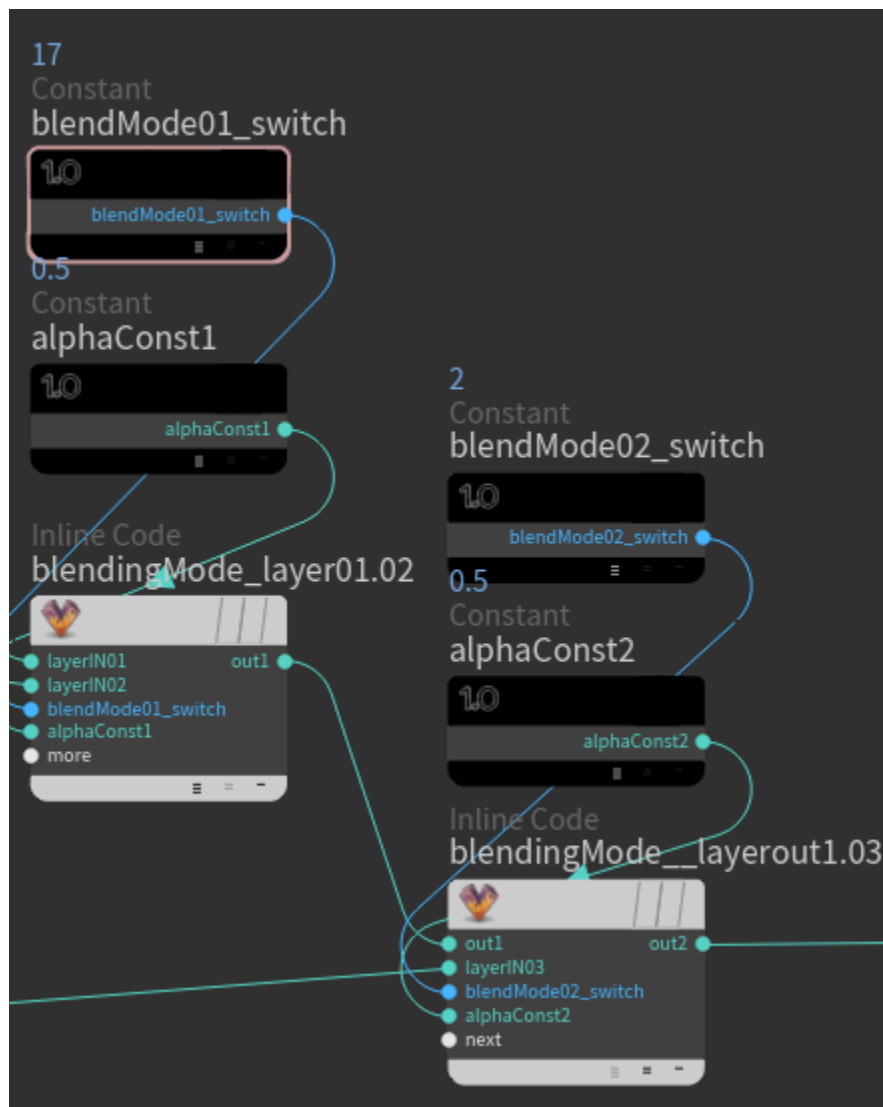 17
Constant
blendMode01_switch
1.0
blendMode01_switch
0.5
Constant
alphaConst1
1.0
alphaConst1
Inline Code
blendingMode_layer01.02
layerIN01 out1
layerIN02
blendMode01_switch
alphaConst1
more
2
Constant
blendMode02_switch
1.0
blendMode02_switch
0.5
Constant
alphaConst2
1.0
alphaConst2
Inline Code
blendingMode__layerout1.03
out1 out2
layerIN03
blendMode02_switch
alphaConst2
next